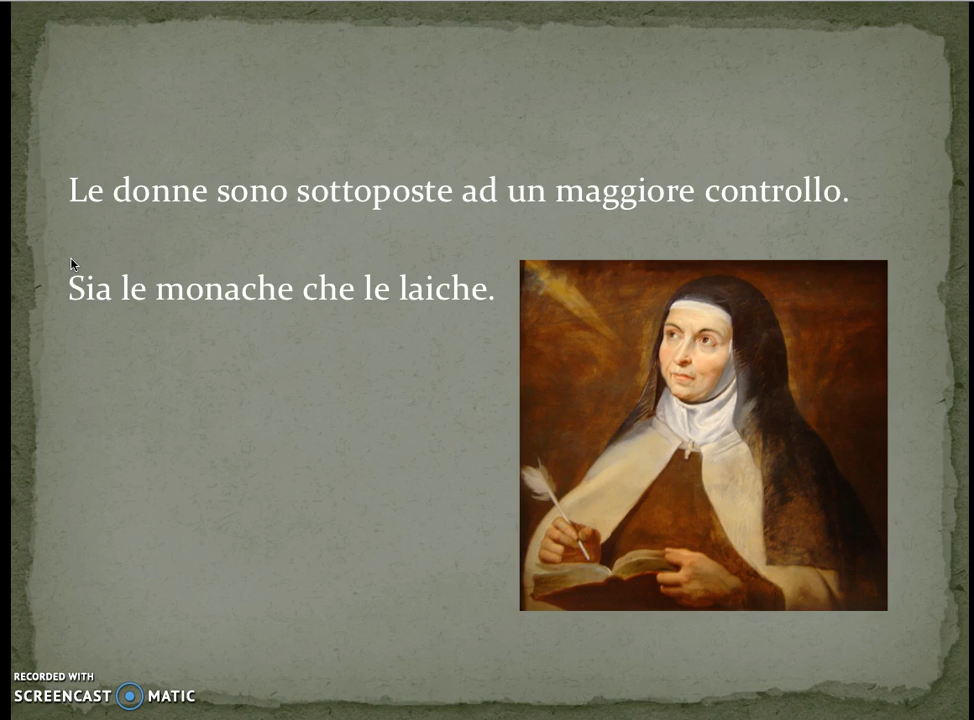 Le donne sono sottoposte ad un maggiore controllo.
Sia le monache che le laiche.
RECORDED WITH
SCREENCAST MATIC